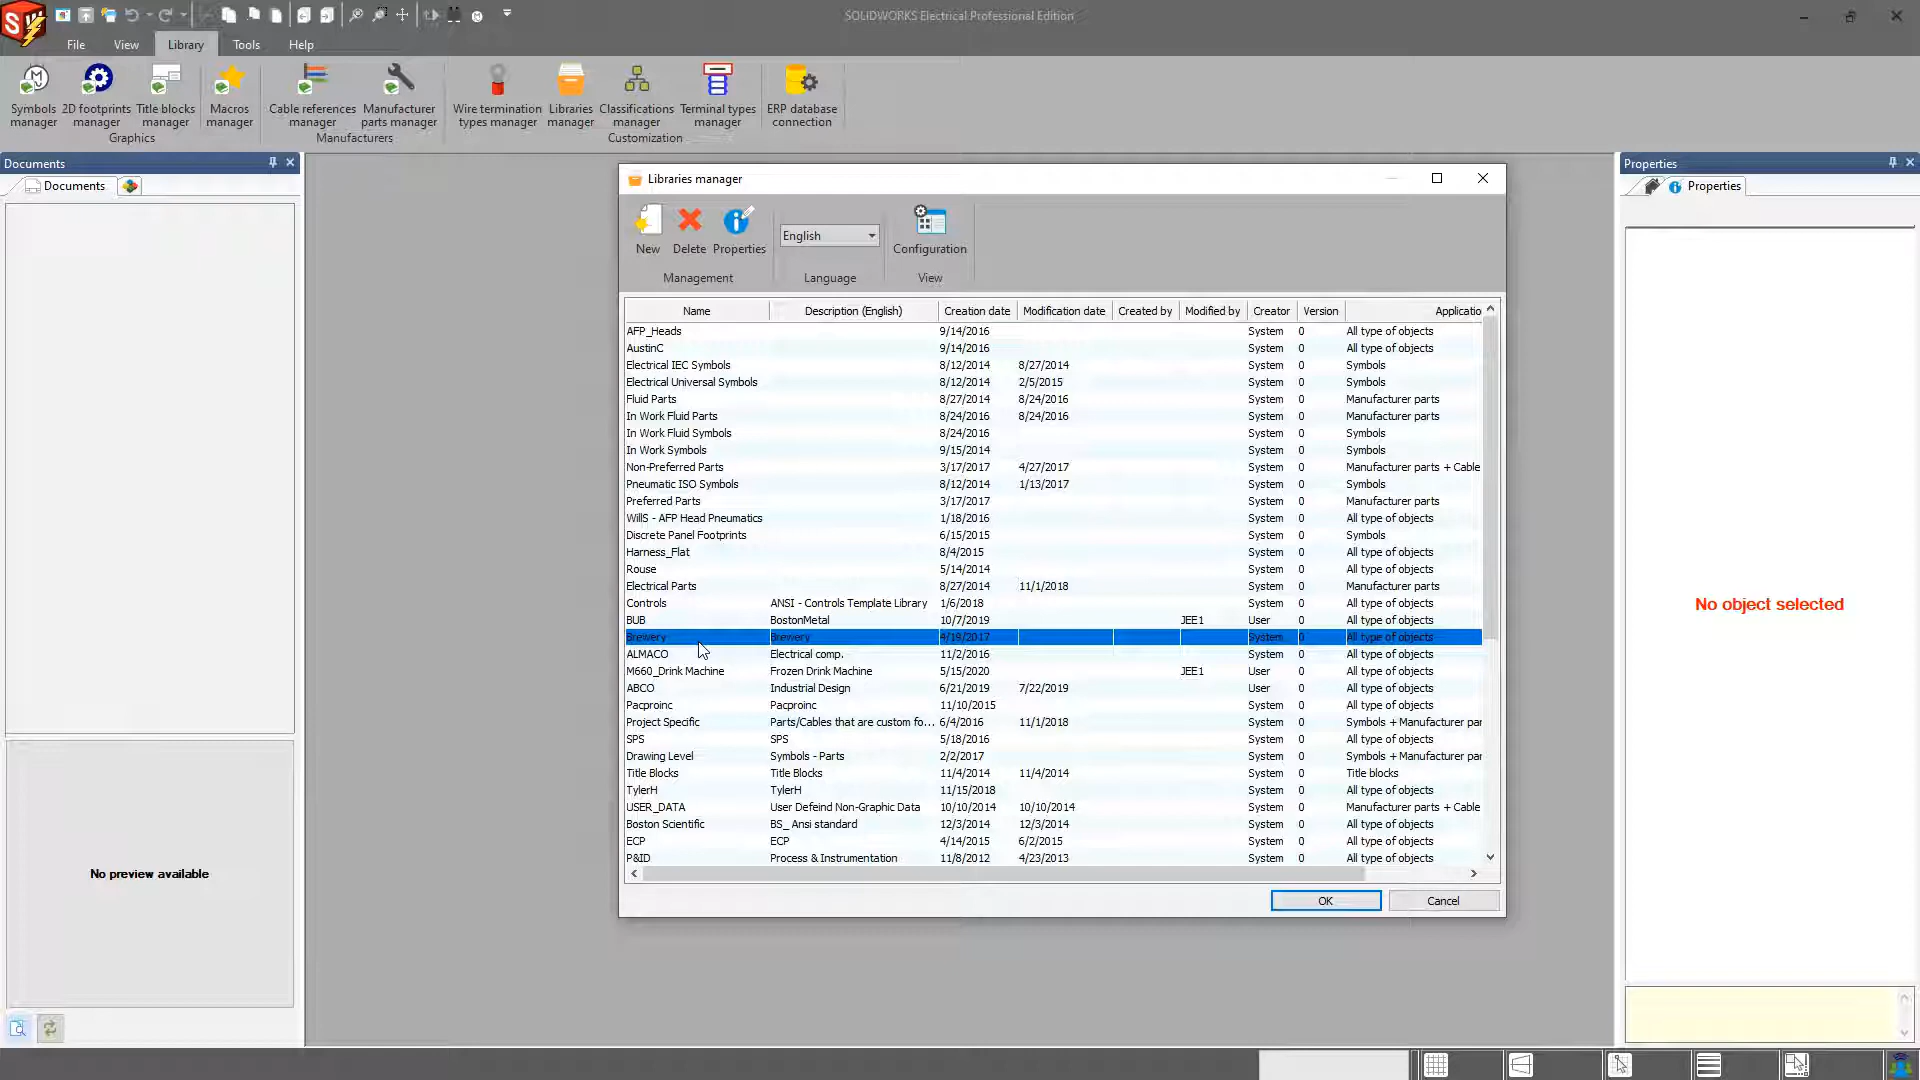 SOLIDWORKS Electrical Professional Edition
File View Library Tools Help
Symbols manager
2D footprints manager
Title blocks manager
Macros manager
Cable references manager
Manufacturer parts manager
Wire termination types manager
Libraries manager
Classifications manager
Terminal types manager
ERP database connection
Graphics Manufacturers Customization
Documents
Documents
No preview available
Libraries manager
New Delete Properties English Configuration
Management Language View
Name Description (English) Creation date Modification date Created by Modified by Creator Version Applicatio
AFP_Heads 9/14/2016 System 0 All type of objects
AustinC 9/14/2016 System 0 All type of objects
Electrical IEC Symbols 8/12/2014 8/27/2014 System 0 Symbols
Electrical Universal Symbols 8/12/2014 2/5/2015 System 0 Symbols
Fluid Parts 8/27/2014 8/24/2016 System 0 Manufacturer parts
In Work Fluid Parts 8/24/2016 8/24/2016 System 0 Manufacturer parts
In Work Fluid Symbols 8/24/2016 System 0 Symbols
In Work Symbols 9/15/2014 System 0 Symbols
Non-Preferred Parts 3/17/2017 4/27/2017 System 0 Manufacturer parts + Cable
Pneumatic ISO Symbols 8/12/2014 1/13/2017 System 0 Symbols
Preferred Parts 3/17/2017 System 0 Manufacturer parts
WillS - AFP Head Pneumatics 1/18/2016 System 0 All type of objects
Discrete Panel Footprints 6/15/2015 System 0 Symbols
Harness_Flat 8/4/2015 System 0 All type of objects
Rouse 5/14/2014 System 0 All type of objects
Electrical Parts 8/27/2014 11/1/2018 System 0 Manufacturer parts
Controls ANSI - Controls Template Library 1/6/2018 System 0 All type of objects
BUB BostonMetal 10/7/2019 JEE1 User 0 All type of objects
Brewery Brewery 4/19/2017 System 0 All type of objects
ALMACO Electrical comp. 11/2/2016 System 0 All type of objects
M660_Drink Machine Frozen Drink Machine 5/15/2020 JEE1 User 0 All type of objects
ABCO Industrial Design 6/21/2019 7/22/2019 User 0 All type of objects
Pacproinc Pacproinc 11/10/2015 System 0 All type of objects
Project Specific Parts/Cables that are custom fo... 6/4/2016 11/1/2018 System 0 Symbols + Manufacturer par
SPS SPS 5/18/2016 System 0 All type of objects
Drawing Level Symbols - Parts 2/2/2017 System 0 Symbols + Manufacturer par
Title Blocks Title Blocks 11/4/2014 11/4/2014 System 0 Title blocks
TylerH TylerH 11/15/2018 System 0 All type of objects
USER_DATA User Defeind Non-Graphic Data 10/10/2014 10/10/2014 System 0 Manufacturer parts + Cable
Boston Scientific BS_ Ansi standard 12/3/2014 12/3/2014 System 0 All type of objects
ECP ECP 4/14/2015 6/2/2015 System 0 All type of objects
P&ID Process & Instrumentation 11/8/2012 4/23/2013 System 0 All type of objects
OK Cancel
Properties
Properties
No object selected